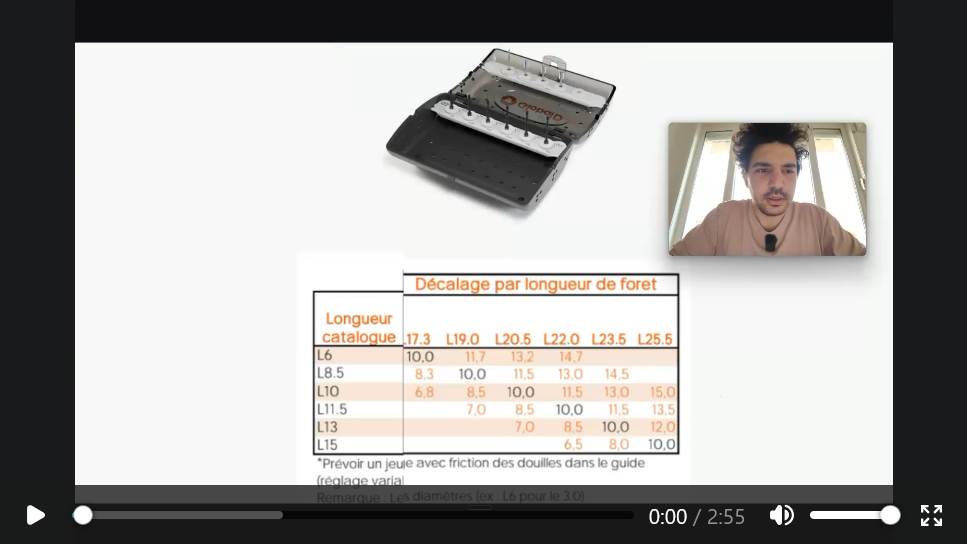 GlobalD
Décalage par longueur de foret
Longueur
catalogue 17.3 L19.0 L20.5 L22.0 L23.5 L25.5
L6 10,0 11,7 13,2 14,7
L8.5 8,3 10,0 11,5 13,0 14,5
L10 6,8 8,5 10,0 11,5 13,0 15,0
L11.5 7,0 8,5 10,0 11,5 13,5
L13 7,0 8,5 10,0 12,0
L15 6,5 8,0 10,0
*Prévoir un jeue avec friction des douilles dans le guide
(réglage varia
Remarque : Les diamètres (ex : L6 pour le 3.0)
0:00 / 2:55